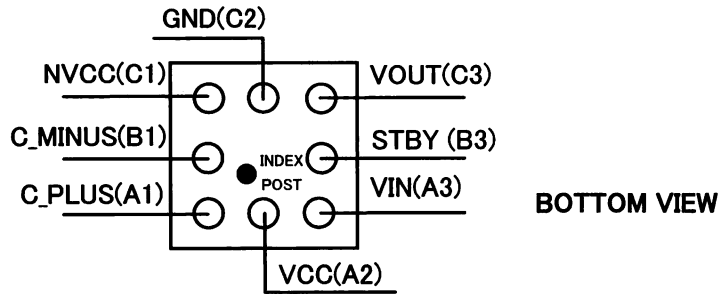 GND(C2)
NVCC(C1)
VOUT(C3)
C_MINUS(B1)
STBY (B3)
INDEX
POST
C_PLUS(A1)
VIN(A3)
BOTTOM VIEW
VCC(A2)